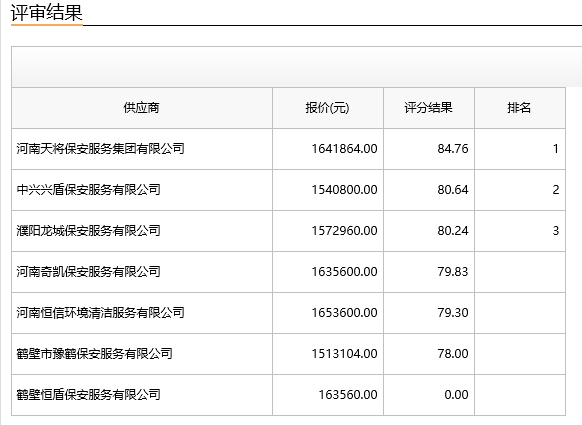 评审结果
供应商 报价(元) 评分结果 排名
河南天将保安服务集团有限公司 1641864.00 84.76 1
中兴兴盾保安服务有限公司 1540800.00 80.64 2
濮阳龙城保安服务有限公司 1572960.00 80.24 3
河南奇凯保安服务有限公司 1635600.00 79.83
河南恒信环境清洁服务有限公司 1653600.00 79.30
鹤壁市豫鹤保安服务有限公司 1513104.00 78.00
鹤壁恒盾保安服务有限公司 163560.00 0.00